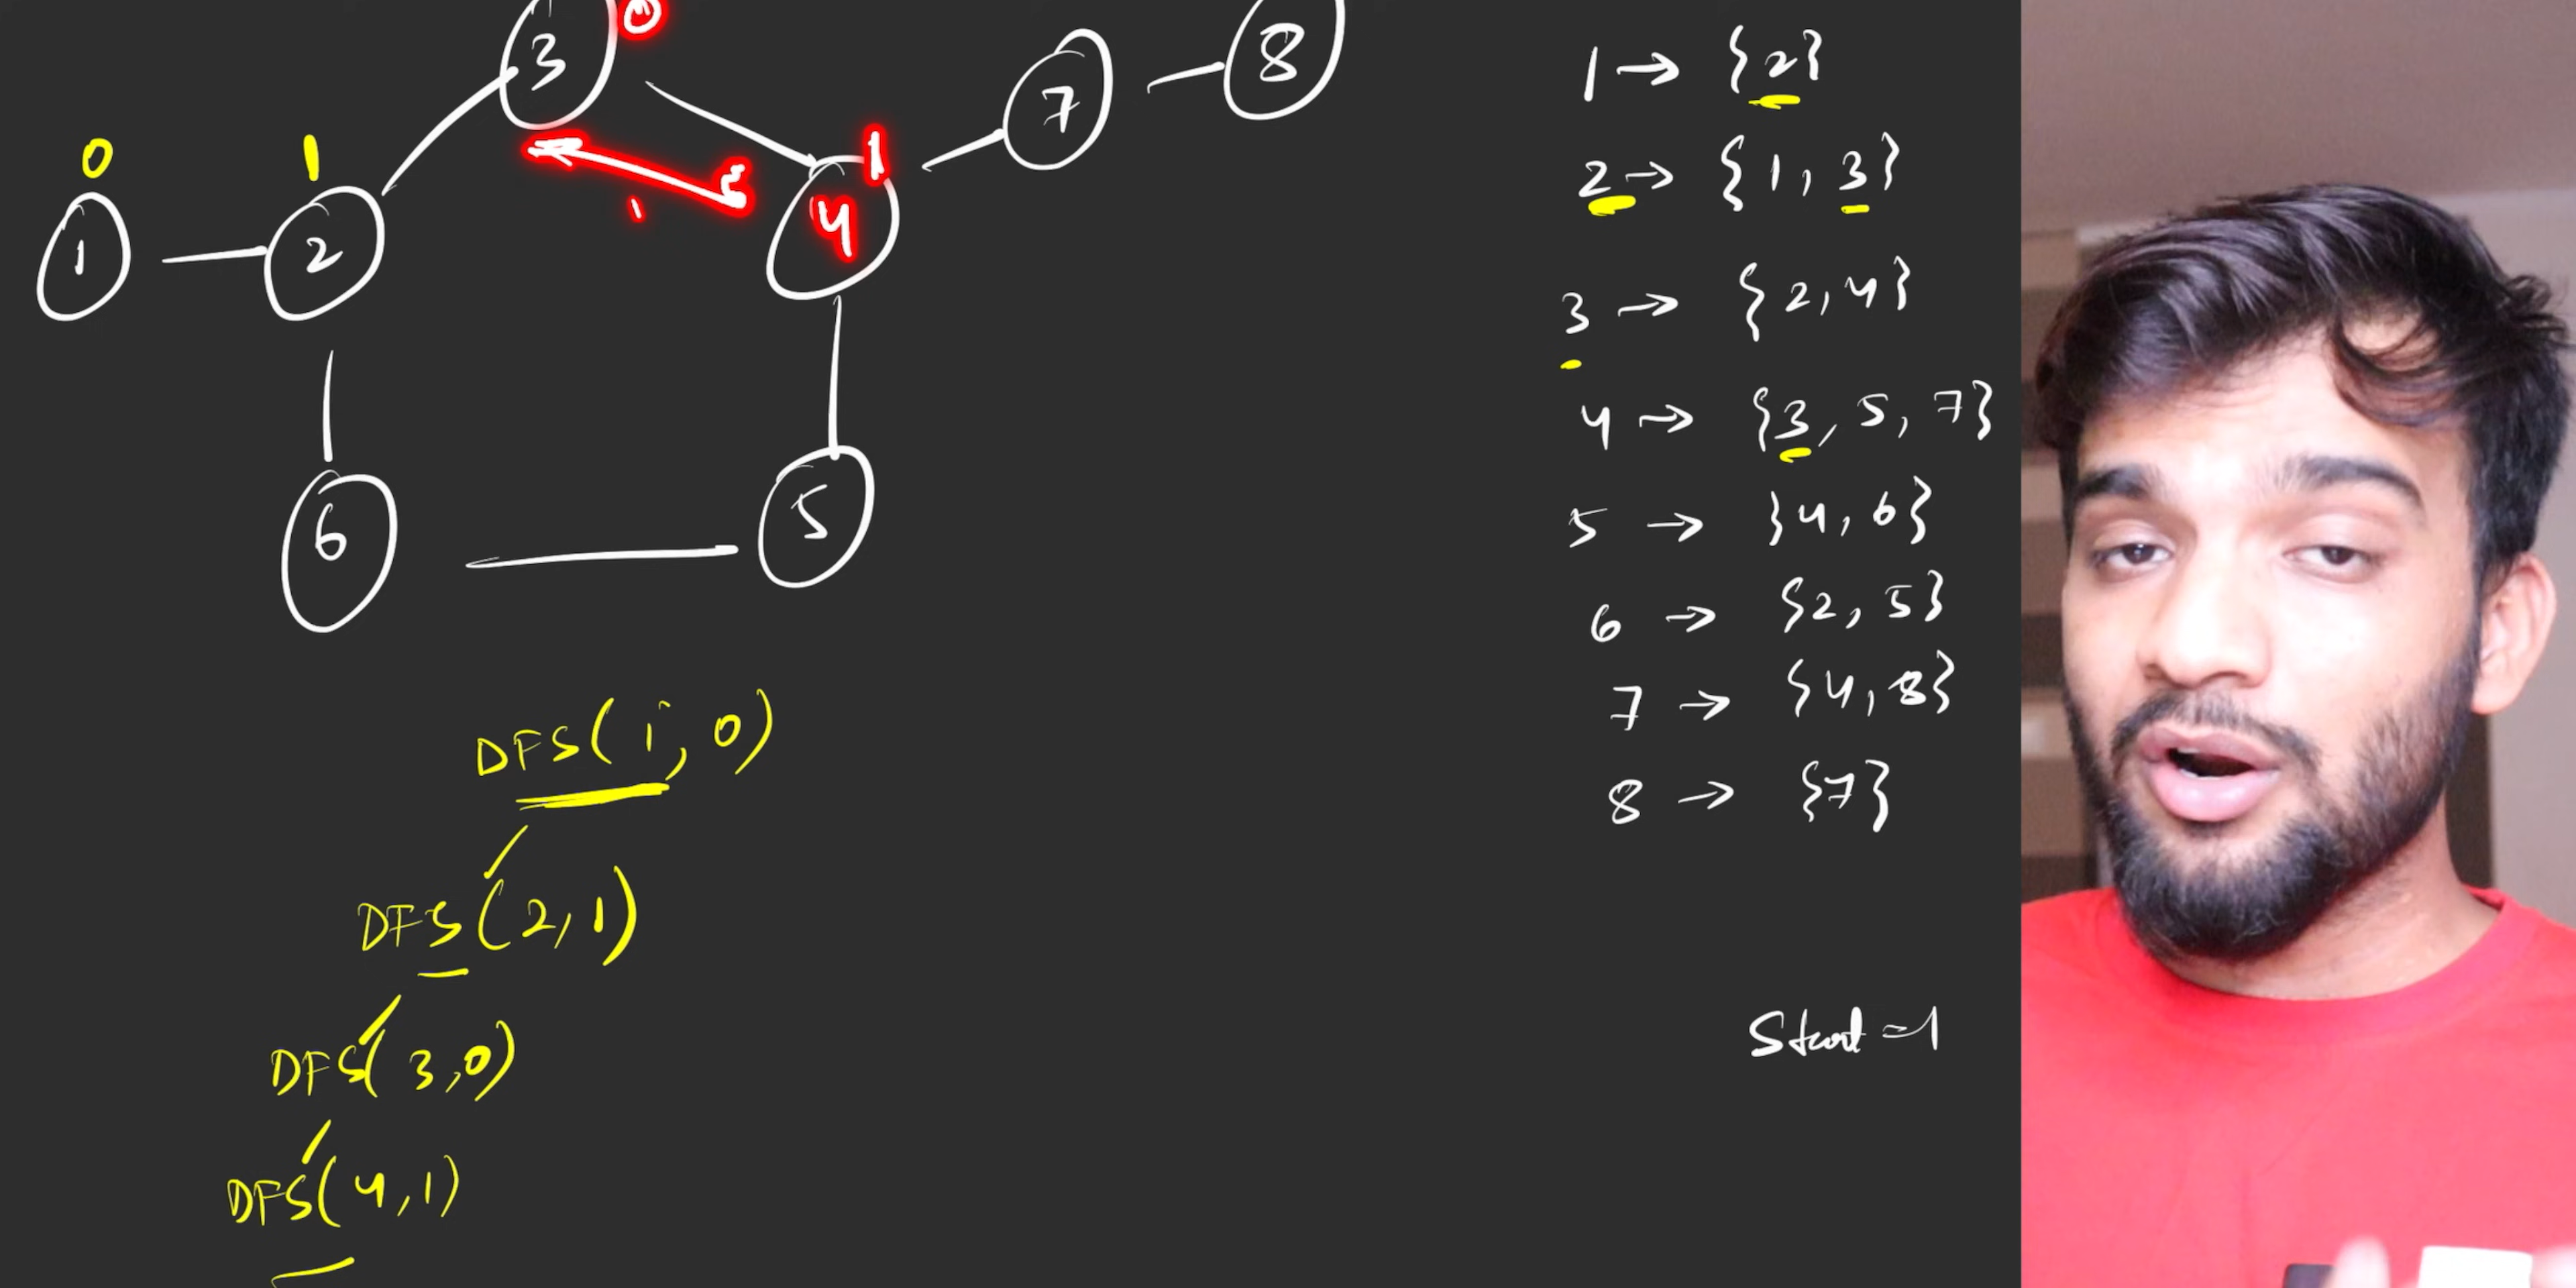 0
3
7
8
0
1
1
1
2
4
6
5
1 → {2}
2 → {1, 3}
3 → {2, 4}
4 → {3, 5, 7}
5 → }4, 6}
6 → {2, 5}
7 → {4, 8}
8 → {7}
DFS(1, 0)
DFS(2, 1)
DFS(3, 0)
DFS(4, 1)
Start = 1